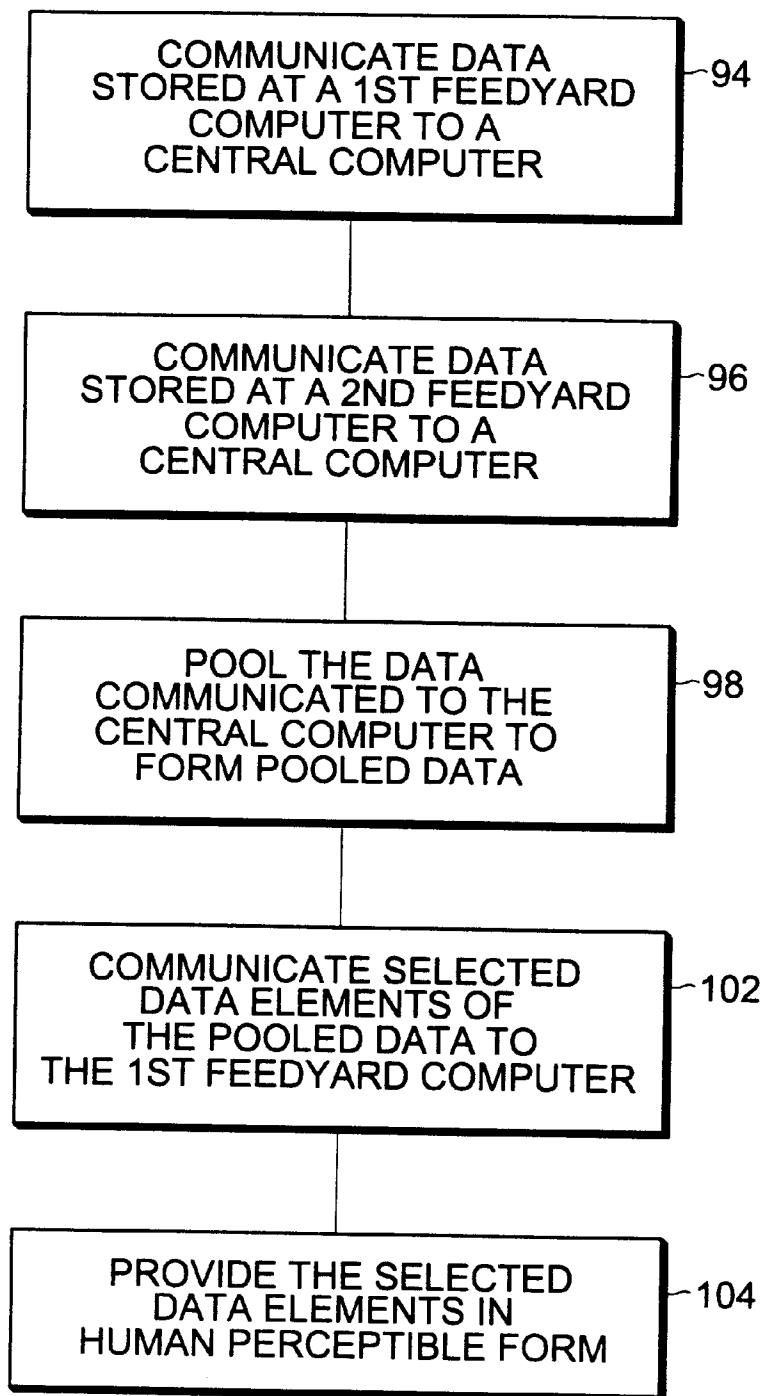 COMMUNICATE DATA
STORED AT A 1ST FEEDYARD
COMPUTER TO A
CENTRAL COMPUTER
94
COMMUNICATE DATA
STORED AT A 2ND FEEDYARD
COMPUTER TO A
CENTRAL COMPUTER
96
POOL THE DATA
COMMUNICATED TO THE
CENTRAL COMPUTER TO
FORM POOLED DATA
98
COMMUNICATE SELECTED
DATA ELEMENTS OF
THE POOLED DATA TO
THE 1ST FEEDYARD COMPUTER
102
PROVIDE THE SELECTED
DATA ELEMENTS IN
HUMAN PERCEPTIBLE FORM
104